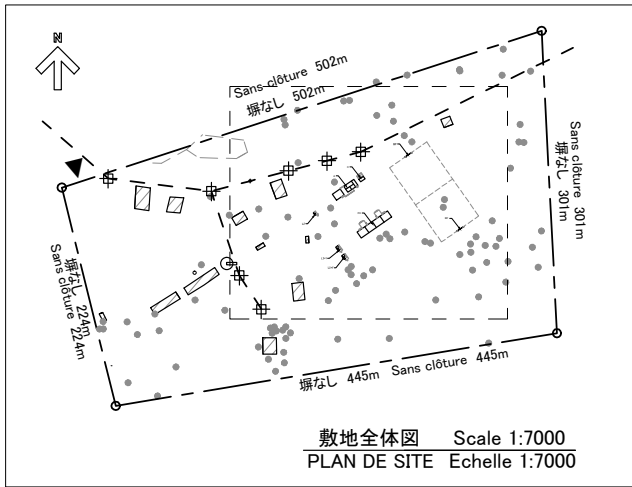 N
Sans clôture 502m
塀なし 502m
Sans clôture 301m
塀なし 301m
塀なし 224m
Sans clôture 224m
塀なし 445m Sans clôture 445m
敷地全体図 Scale 1:7000
PLAN DE SITE Echelle 1:7000